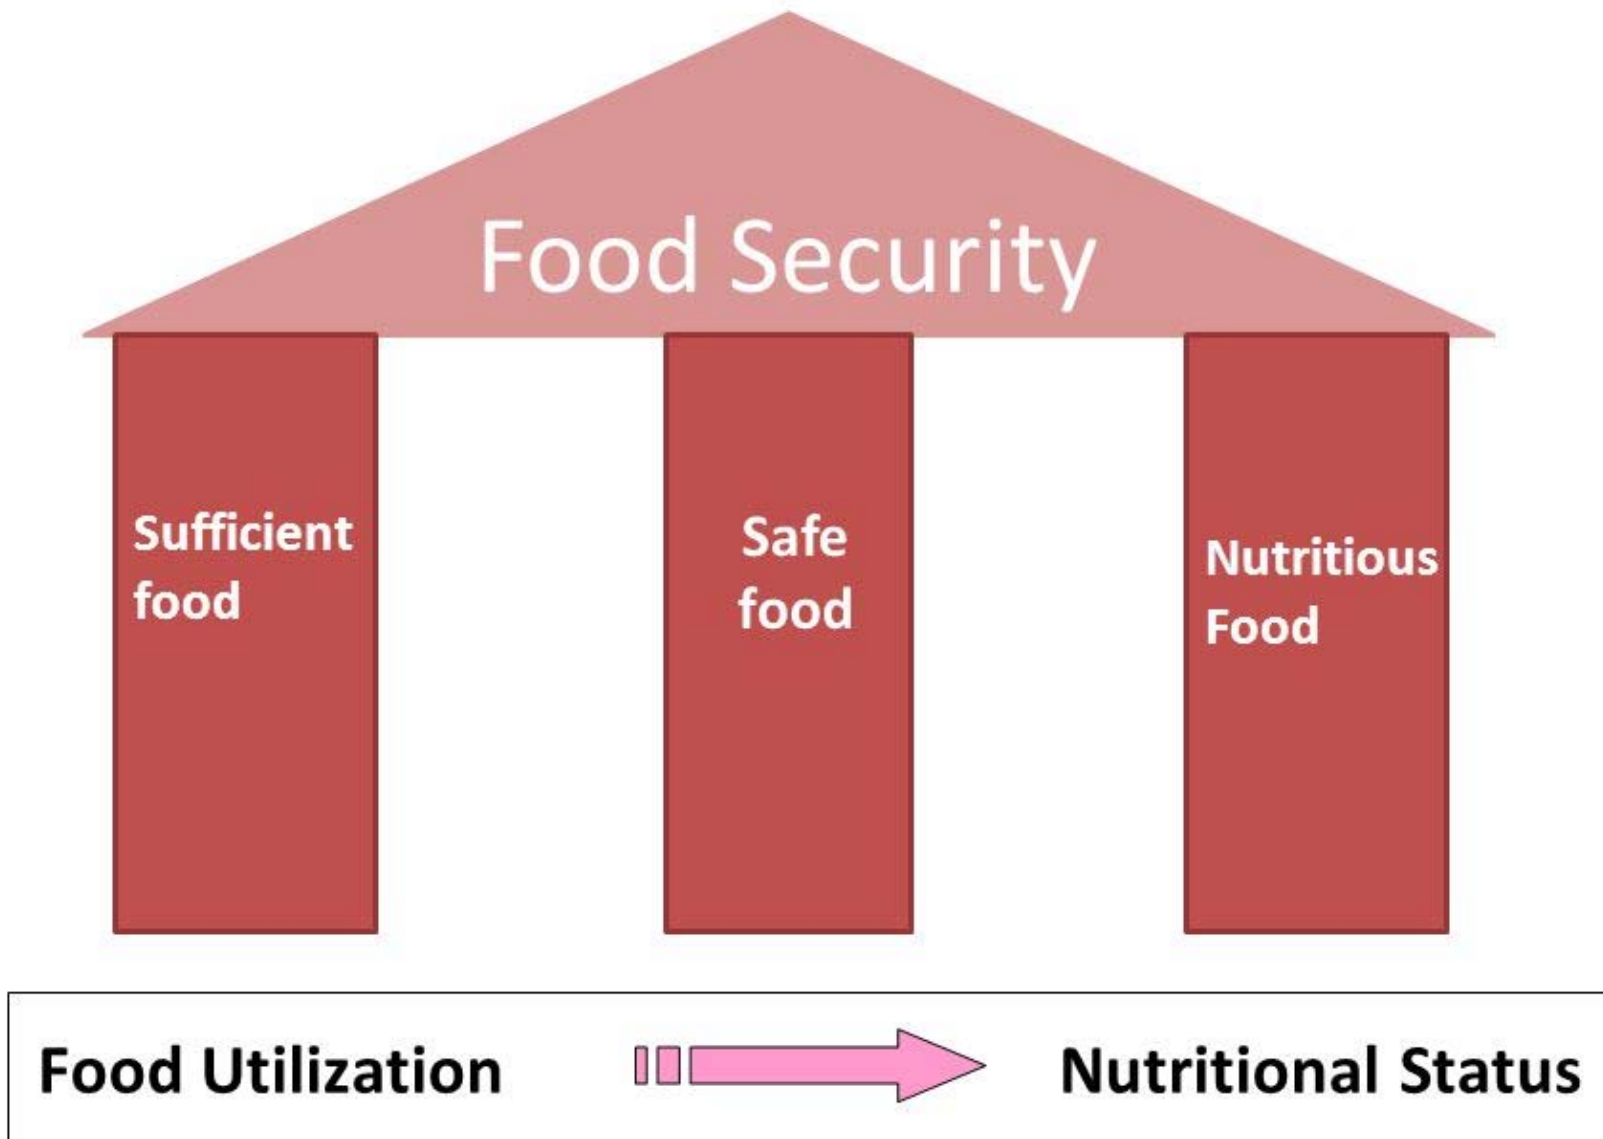 Food Security
Sufficient
food
Safe
food
Nutritious
Food
Food Utilization
Nutritional Status